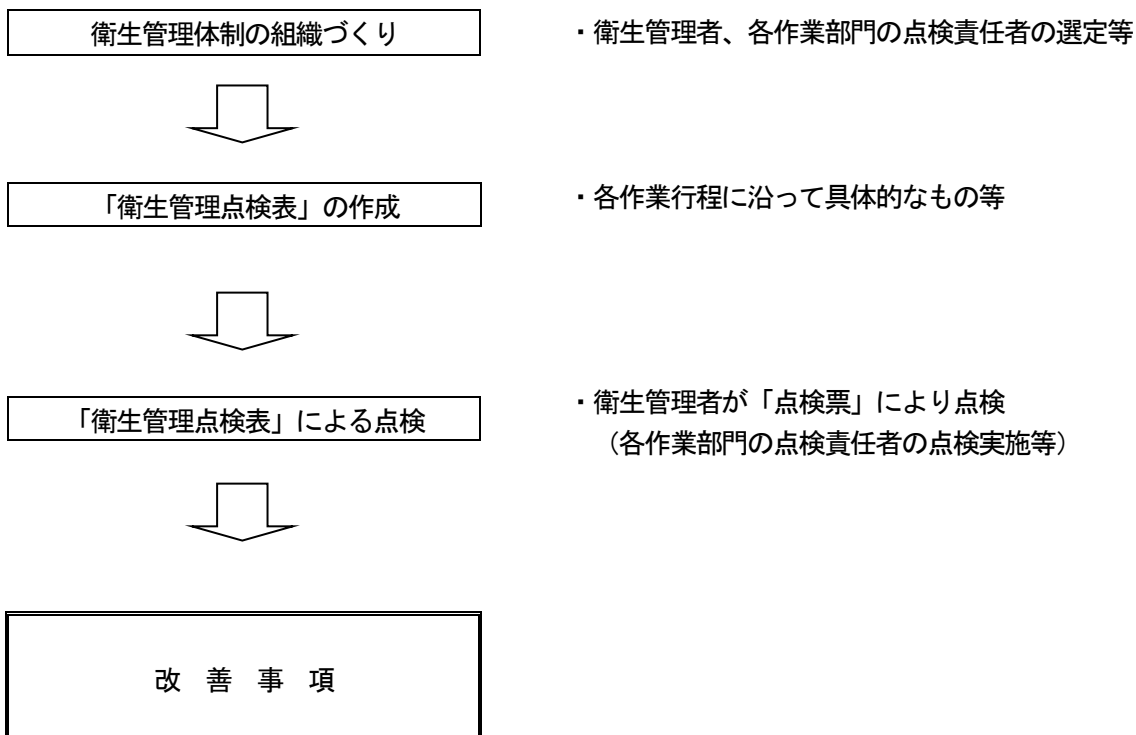 衛生管理体制の組織づくり
・衛生管理者、各作業部門の点検責任者の選定等
「衛生管理点検表」の作成
・各作業行程に沿って具体的なもの等
「衛生管理点検表」による点検
・衛生管理者が「点検票」により点検
（各作業部門の点検責任者の点検実施等）
改 善 事 項